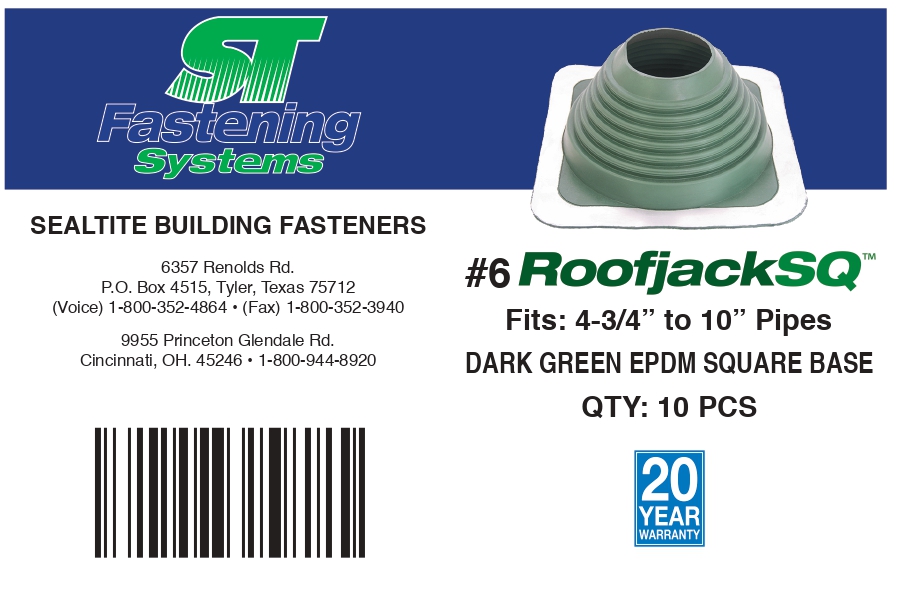 ST
Fastening
Systems
SEALTITE BUILDING FASTENERS
6357 Renolds Rd.
P.O. Box 4515, Tyler, Texas 75712
(Voice) 1-800-352-4864 • (Fax) 1-800-352-3940
9955 Princeton Glendale Rd.
Cincinnati, OH. 45246 • 1-800-944-8920
#6 RoofjackSQ™
Fits: 4-3/4” to 10” Pipes
DARK GREEN EPDM SQUARE BASE
QTY: 10 PCS
20
YEAR
WARRANTY